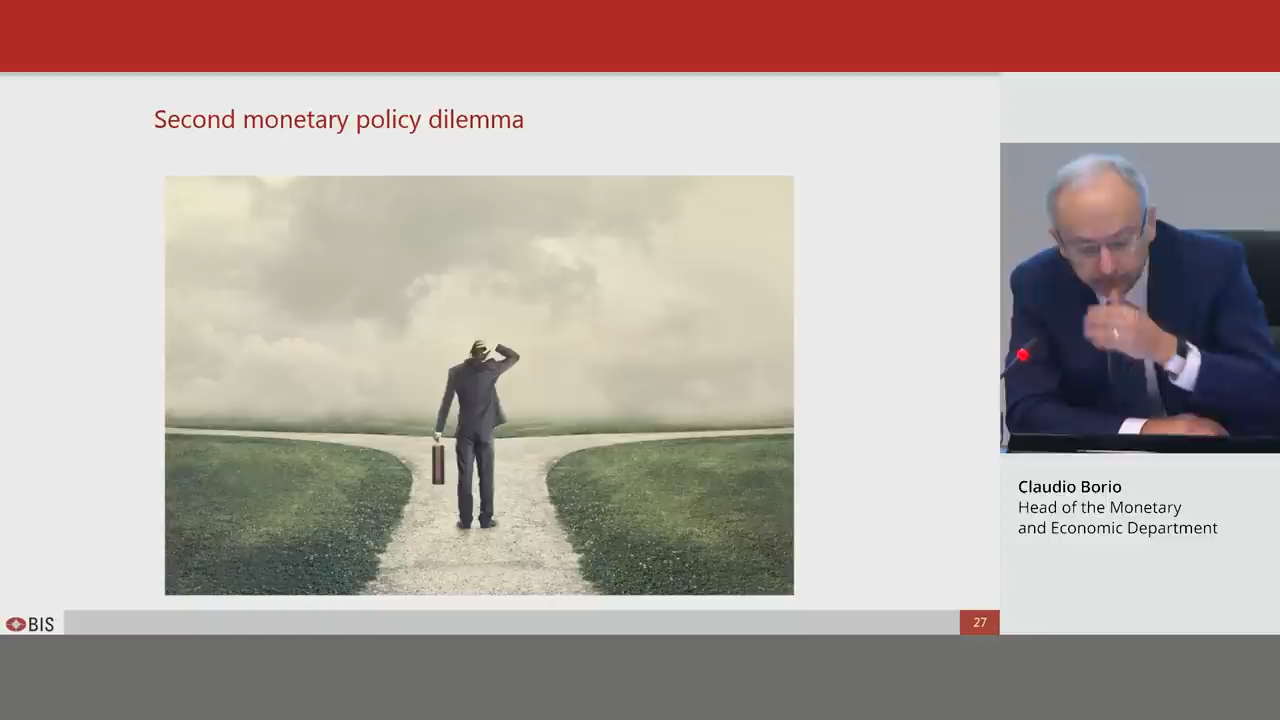 Second monetary policy dilemma
Claudio Borio
Head of the Monetary
and Economic Department
BIS
27